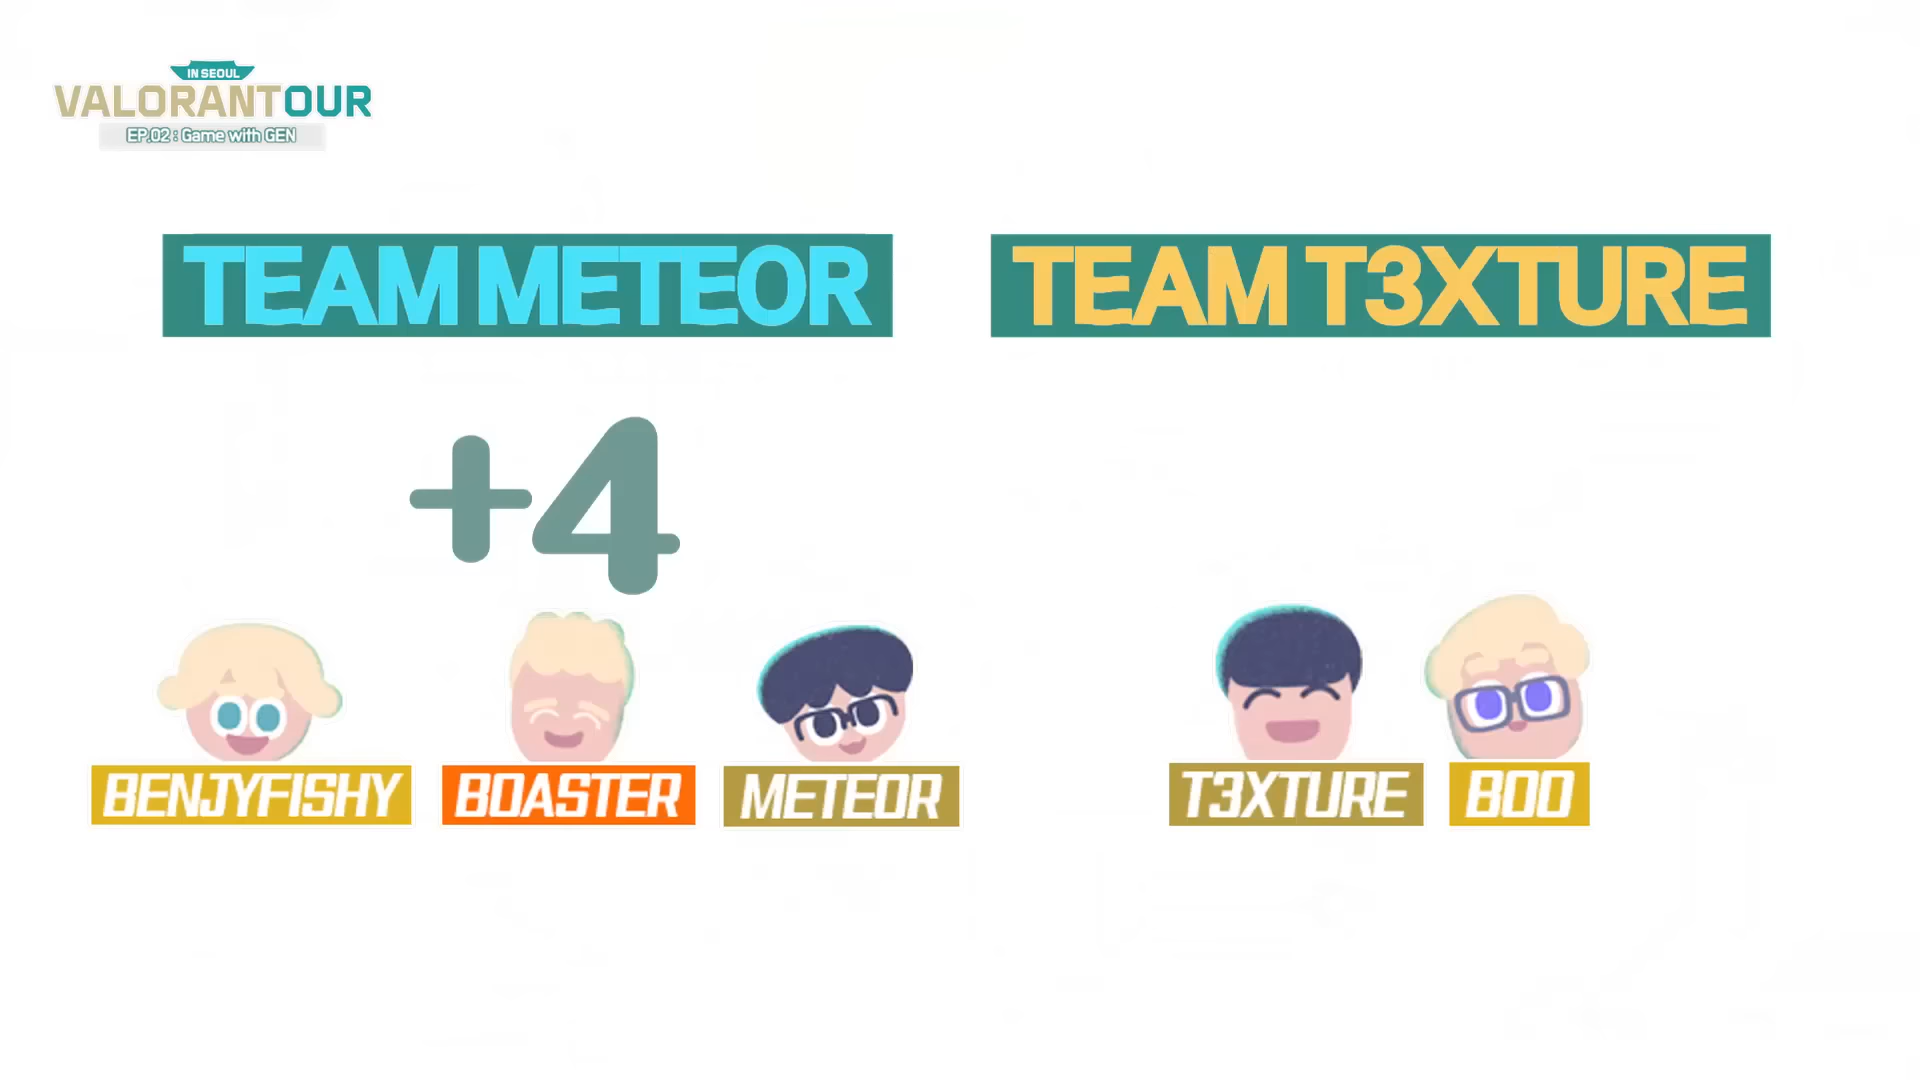 IN SEOUL
VALORANTOUR
EP.02 : Game with GEN
TEAM METEOR
TEAM T3XTURE
+4
BENJYFISHY
BOASTER
METEOR
T3XTURE
BOO